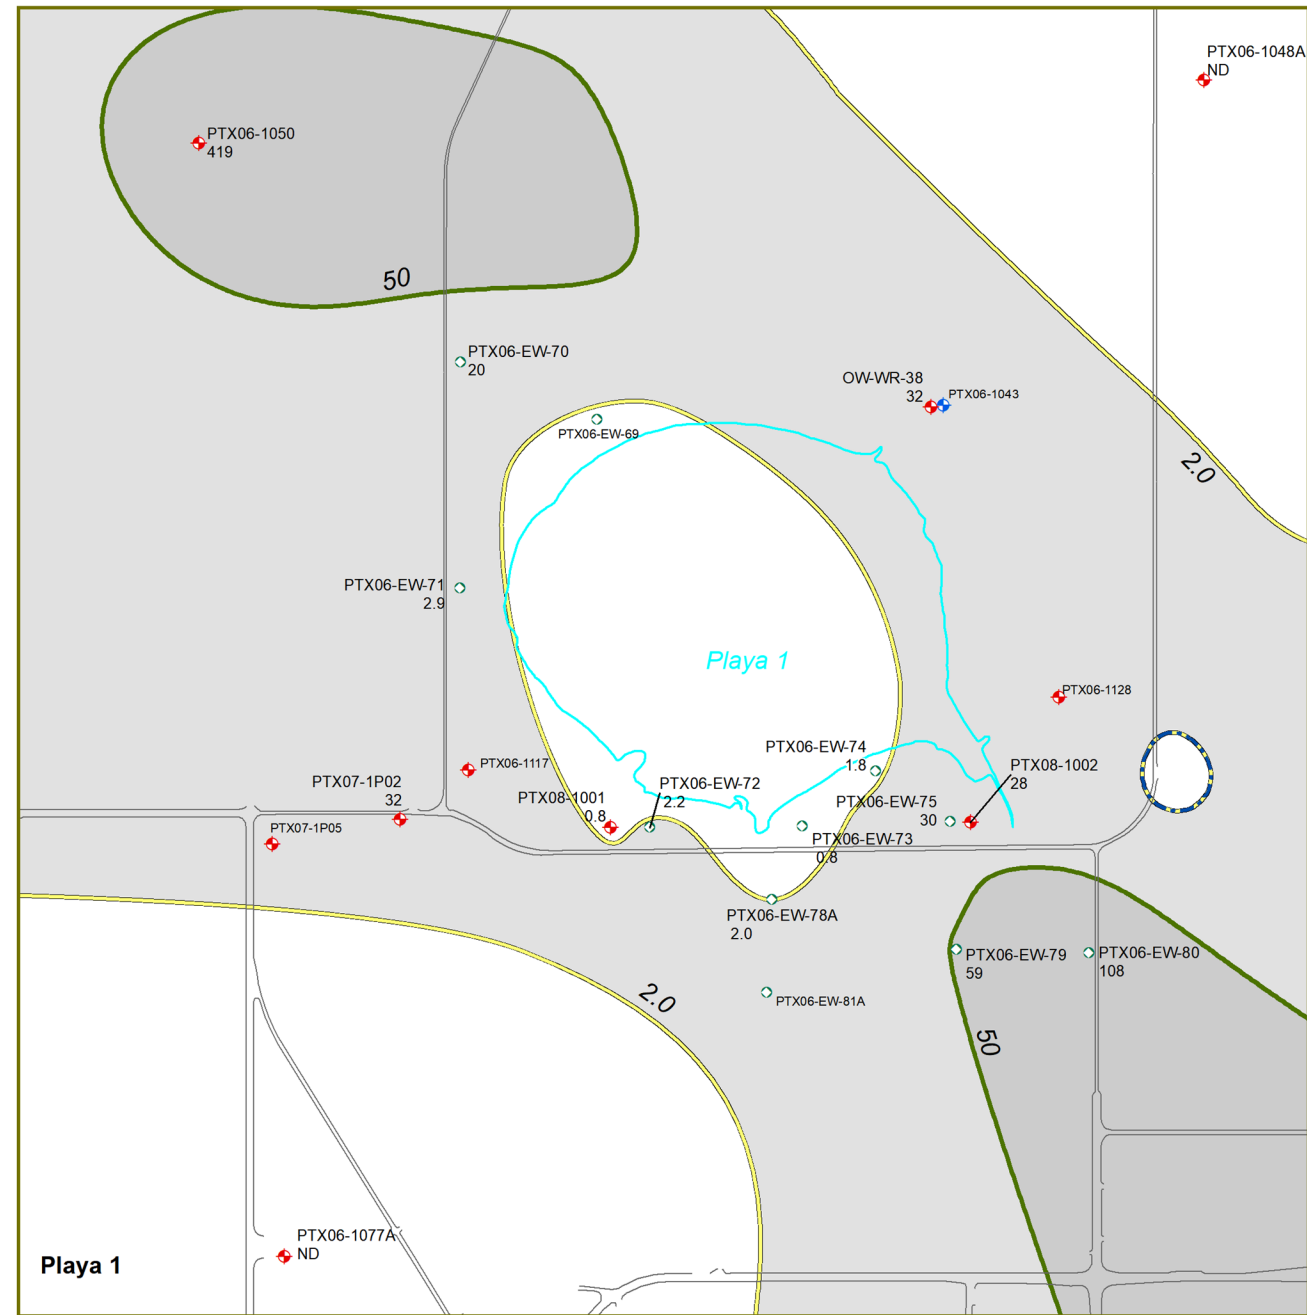 PTX06-1048A
ND
PTX06-1050
419
50
PTX06-EW-70
20
OW-WR-38
32
PTX06-1043
PTX06-EW-69
2.0
PTX06-EW-71
2.9
Playa 1
PTX06-1128
PTX06-EW-74
1.8
PTX06-1117
PTX08-1002
28
PTX07-1P02
32
PTX06-EW-72
2.2
PTX08-1001
0.8
PTX06-EW-75
30
PTX07-1P05
PTX06-EW-73
0.8
PTX06-EW-78A
2.0
PTX06-EW-79
59
PTX06-EW-80
108
2.0
PTX06-EW-81A
50
PTX06-1077A
ND
Playa 1